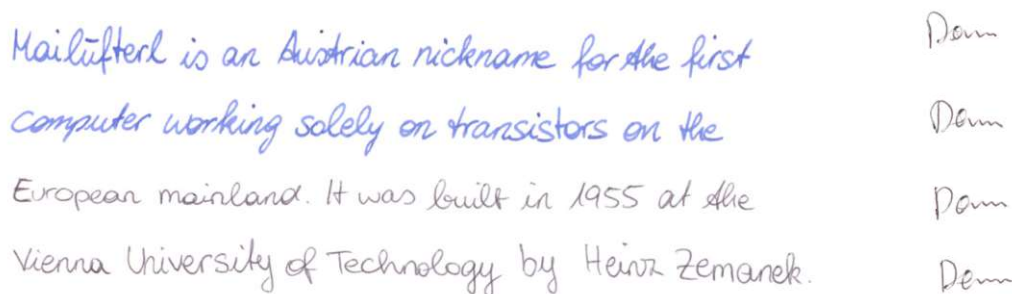 Mailüfterl is an Austrian nickname for the first
computer working solely on transistors on the
European mainland. It was built in 1955 at the
Vienna University of Technology by Heinz Zemanek.